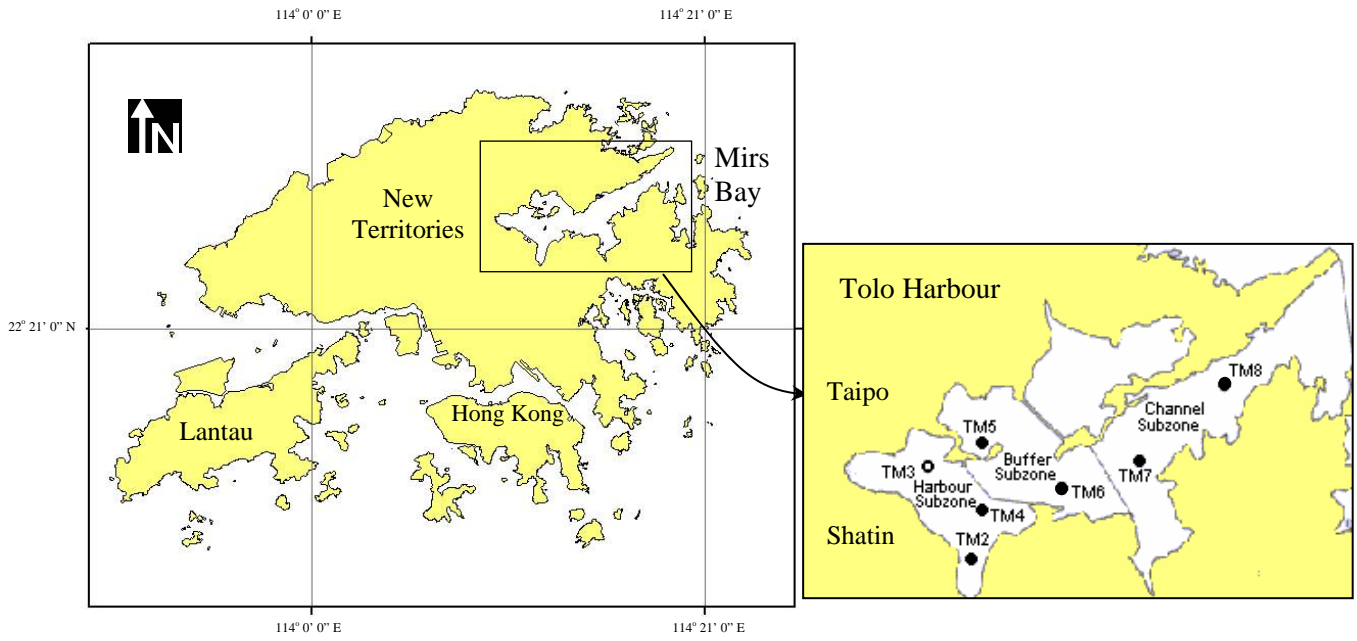 114° 0' 0" E
114° 21' 0" E
N
Mirs
Bay
New
Territories
22° 21' 0" N
Hong Kong
Lantau
114° 0' 0" E
114° 21' 0" E
Tolo Harbour
Taipo
Shatin
TM8
Channel
Subzone
TM5
Buffer
Subzone
TM3
TM7
Harbour
Subzone
TM6
TM4
TM2